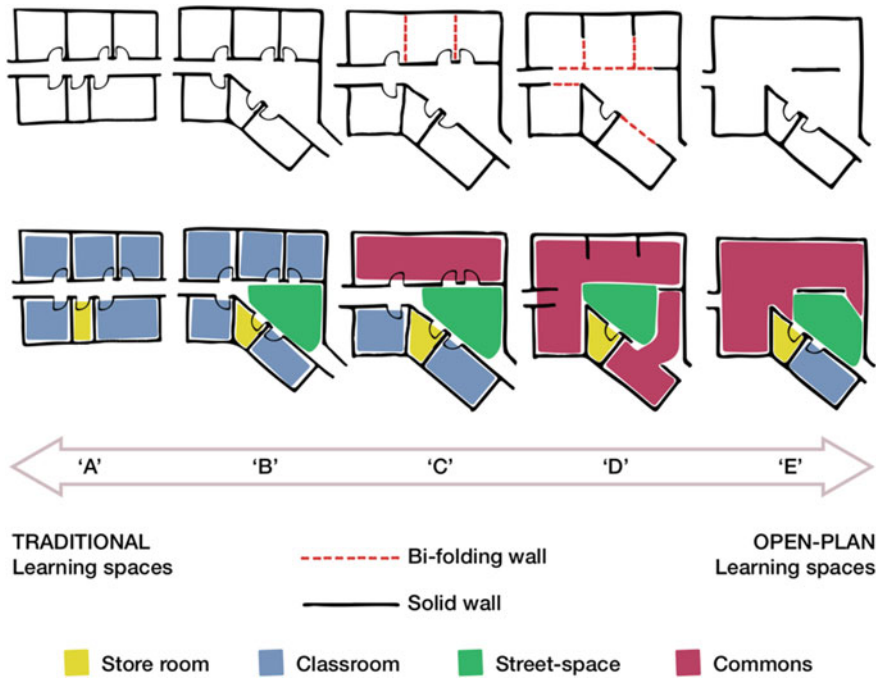 'A' 'B' 'C' 'D' 'E'
TRADITIONAL
Learning spaces
Bi-folding wall
Solid wall
OPEN-PLAN
Learning spaces
Store room
Classroom
Street-space
Commons